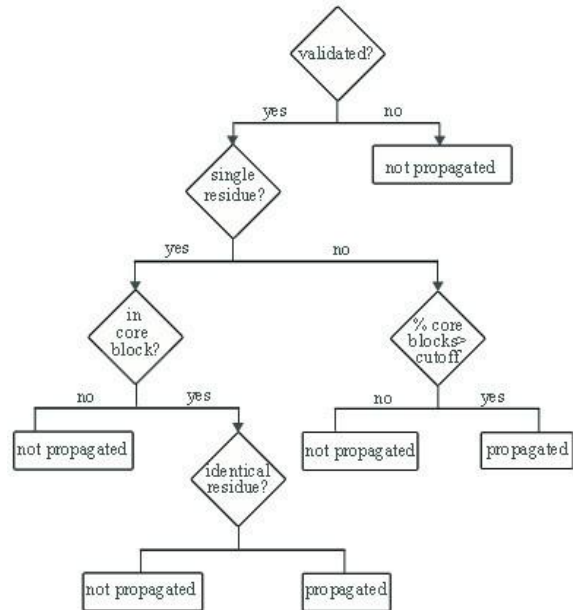 validated?
yes
no
single
residue?
not propagated
yes
no
in
core
block?
% core
blocks>
cutoff
no
yes
no
yes
not propagated
identical
residue?
not propagated
propagated
not propagated
propagated